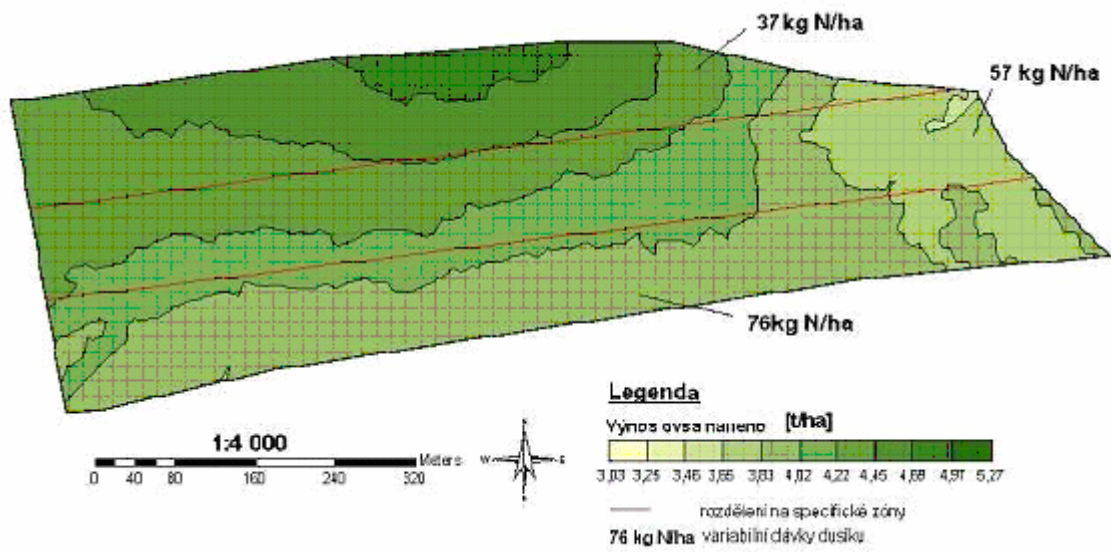 37 kg N/ha
57 kg N/ha
76kg N/ha
Legenda
Výnos ovsa nahého [t/ha]
3,03 3,25 3,46 3,65 3,83 4,02 4,22 4,45 4,68 4,97 5,27
rozdělení na specifické zóny
76 kg N/ha variabilní dávky dusíku
1:4 000
Meters
0 40 80 160 240 320
W E